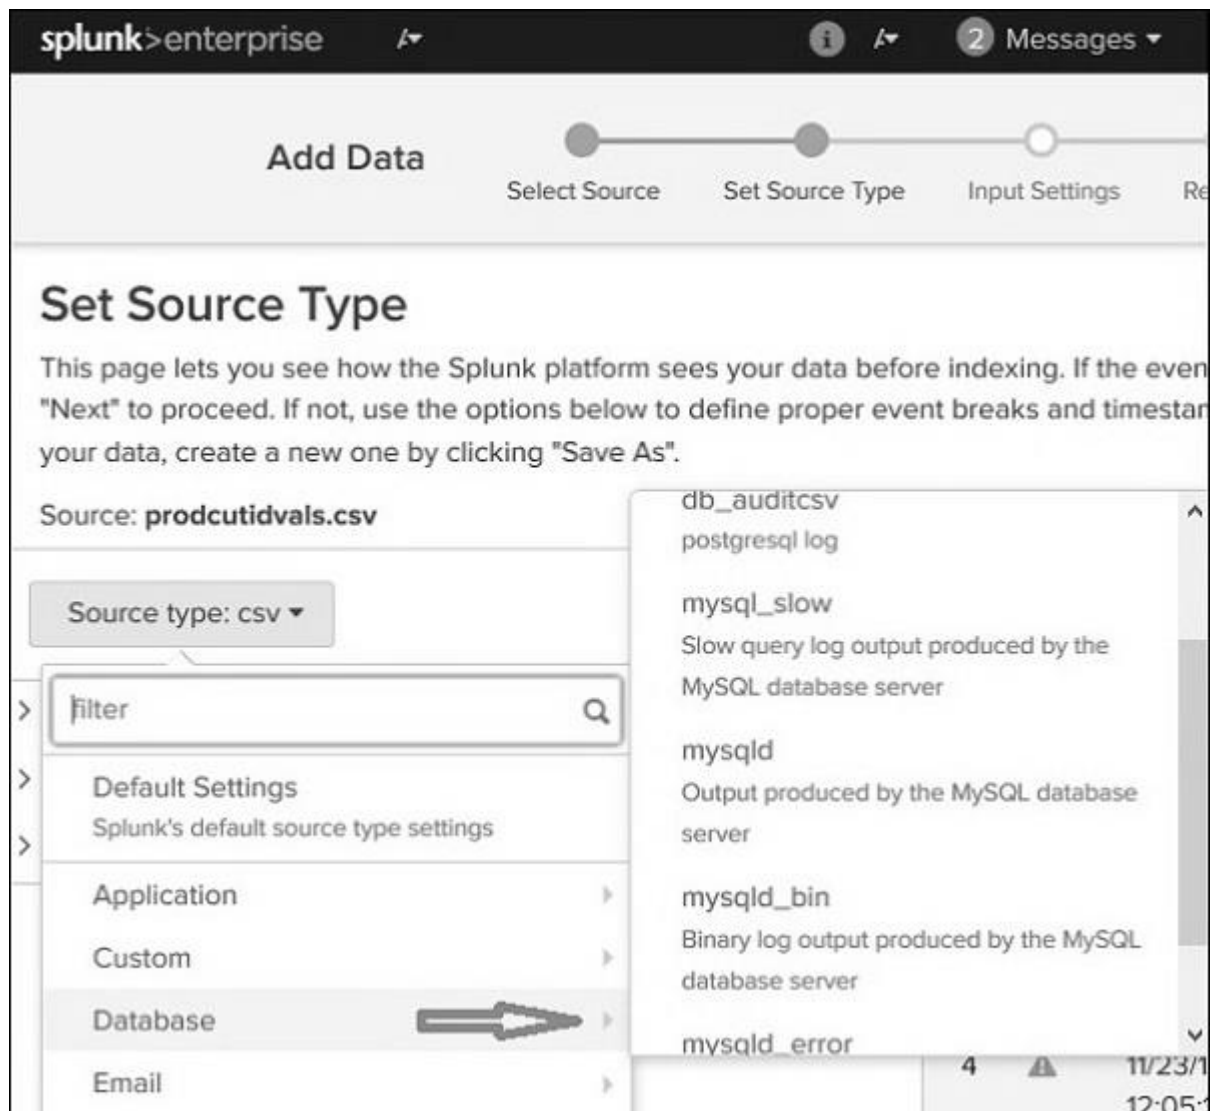 splunk>enterprise
i
2 Messages
Add Data
Select Source
Set Source Type
Input Settings
Re
Set Source Type
This page lets you see how the Splunk platform sees your data before indexing. If the even
"Next" to proceed. If not, use the options below to define proper event breaks and timestar
your data, create a new one by clicking "Save As".
Source: prodcutidvals.csv
Source type: csv
filter
Default Settings
Splunk's default source type settings
Application
Custom
Database
Email
db_auditcsv
postgresql log
mysql_slow
Slow query log output produced by the
MySQL database server
mysqld
Output produced by the MySQL database
server
mysqld_bin
Binary log output produced by the MySQL
database server
mysqld_error
4
11/23/1
12:05: